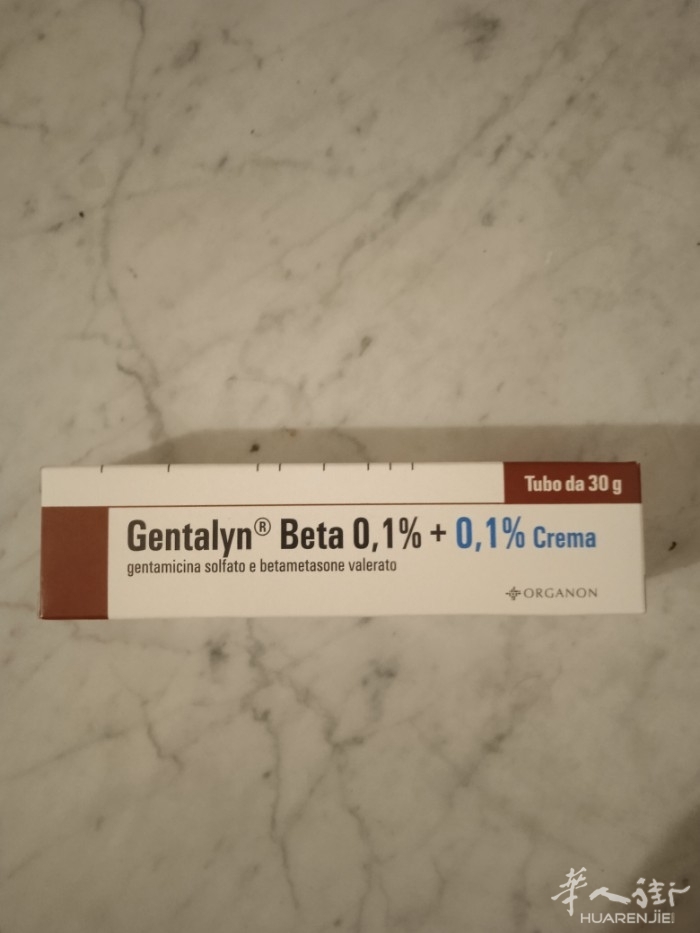 Tubo da 30 g
Gentalyn® Beta 0,1% + 0,1% Crema
gentamicina solfato e betametasone valerato
ORGANON
華人街
HUARENJIE